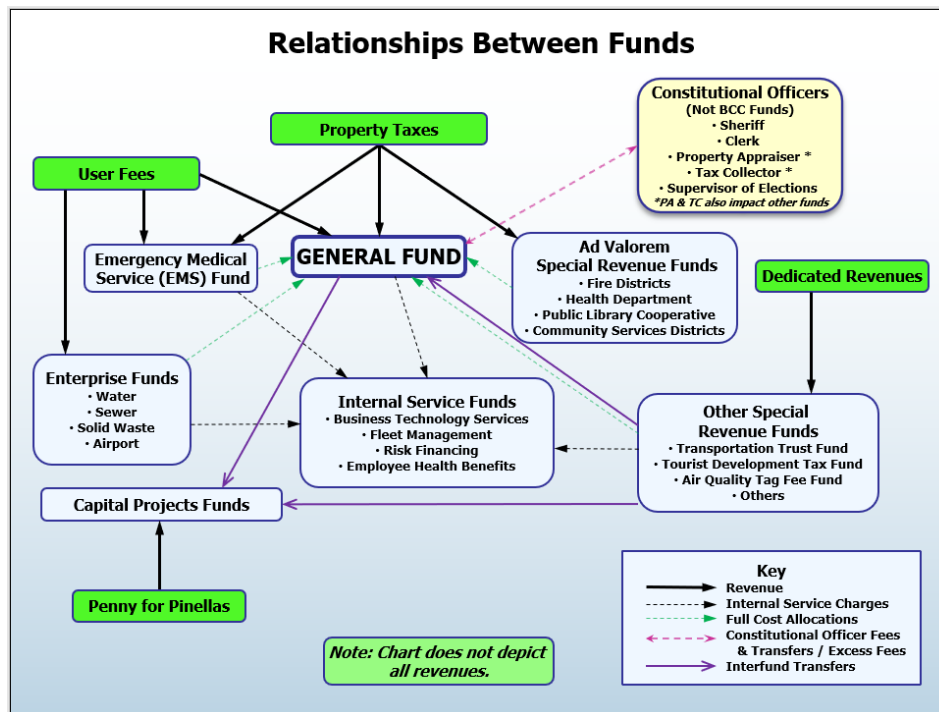 Relationships Between Funds
Constitutional Officers
(Not BCC Funds)
• Sheriff
• Clerk
• Property Appraiser *
• Tax Collector *
• Supervisor of Elections
*PA & TC also impact other funds
Property Taxes
User Fees
Emergency Medical
Service (EMS) Fund
GENERAL FUND
Ad Valorem
Special Revenue Funds
• Fire Districts
• Health Department
• Public Library Cooperative
• Community Services Districts
Dedicated Revenues
Enterprise Funds
• Water
• Sewer
• Solid Waste
• Airport
Internal Service Funds
• Business Technology Services
• Fleet Management
• Risk Financing
• Employee Health Benefits
Other Special
Revenue Funds
• Transportation Trust Fund
• Tourist Development Tax Fund
• Air Quality Tag Fee Fund
• Others
Capital Projects Funds
Penny for Pinellas
Note: Chart does not depict
all revenues.
Key
Revenue
Internal Service Charges
Full Cost Allocations
Constitutional Officer Fees
& Transfers / Excess Fees
Interfund Transfers